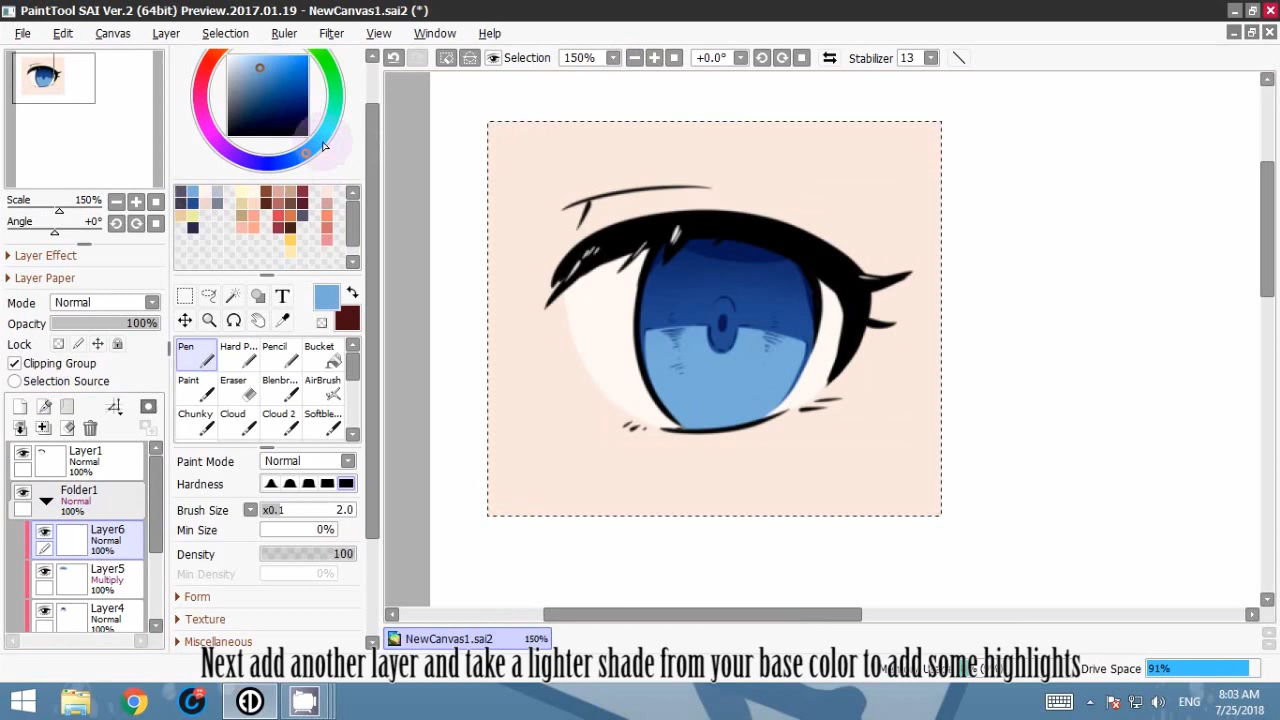 PaintTool SAI Ver.2 (64bit) Preview.2017.01.19 - NewCanvas1.sai2 (*)
File Edit Canvas Layer Selection Ruler Filter View Window Help
Selection 150% +0.0° Stabilizer 13
Scale 150%
Angle +0°
Layer Effect
Layer Paper
Mode Normal
Opacity 100%
Lock
Clipping Group
Selection Source
Layer1
Normal
100%
Folder1
Normal
100%
Layer6
Normal
100%
Layer5
Multiply
100%
Layer4
Normal
100%
T
Pen Hard P... Pencil Bucket
Paint Eraser Blenbr... AirBrush
Chunky Cloud Cloud 2 Softble...
Paint Mode Normal
Hardness
Brush Size x0.1 2.0
Min Size 0%
Density 100
Min Density 0%
Form
Texture
Miscellaneous
NewCanvas1.sai2 150%
Next add another layer and take a lighter shade from your base color to add some highlights
Drive Space 91%
ENG
8:03 AM
7/25/2018